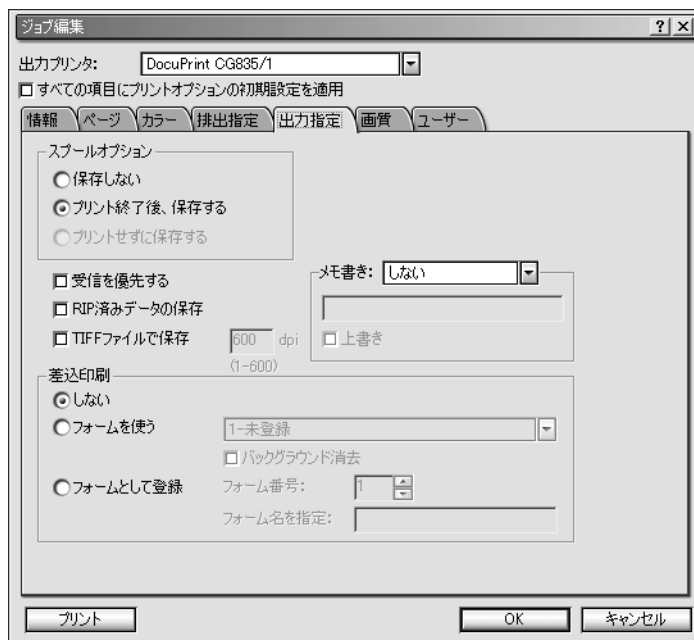 ジョブ編集
出力プリンタ: DocuPrint CG835/1
すべての項目にプリントオプションの初期設定を適用
情報 ページ カラー 排出指定 出力指定 画質 ユーザー
スプールオプション
保存しない
プリント終了後、保存する
プリントせずに保存する
受信を優先する
RIP済みデータの保存
TIFFファイルで保存 600 dpi
(1-600)
メモ書き: しない
上書き
差込印刷
しない
フォームを使う 1-未登録
バックグラウンド消去
フォームとして登録 フォーム番号: 1
フォーム名を指定:
プリント OK キャンセル